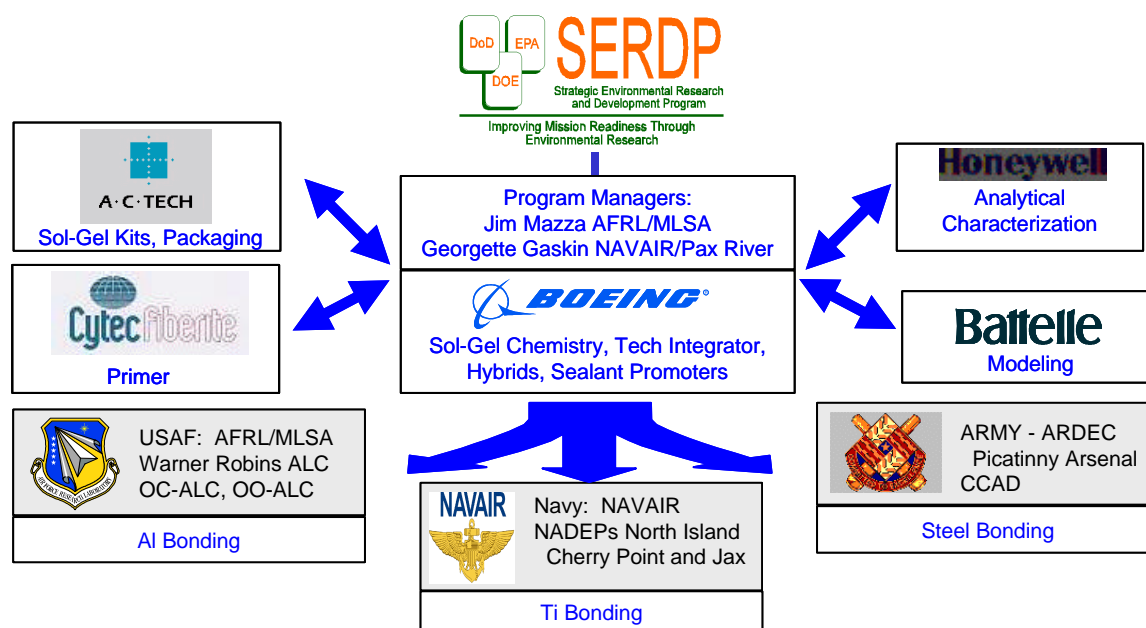 DoD
EPA
DOE
SERDP
Strategic Environmental Research
and Development Program
Improving Mission Readiness Through
Environmental Research
A·C·TECH
Sol-Gel Kits, Packaging
Program Managers:
Jim Mazza AFRL/MLSA
Georgette Gaskin NAVAIR/Pax River
Honeywell
Analytical
Characterization
Cytec fiberite
Primer
BOEING®
Sol-Gel Chemistry, Tech Integrator,
Hybrids, Sealant Promoters
Battelle
Modeling
AIR FORCE RESEARCH LABORATORY
USAF: AFRL/MLSA
Warner Robins ALC
OC-ALC, OO-ALC
Al Bonding
NAVAIR
Navy: NAVAIR
NADEPs North Island
Cherry Point and Jax
Ti Bonding
ARMY - ARDEC
Picatinny Arsenal
CCAD
Steel Bonding